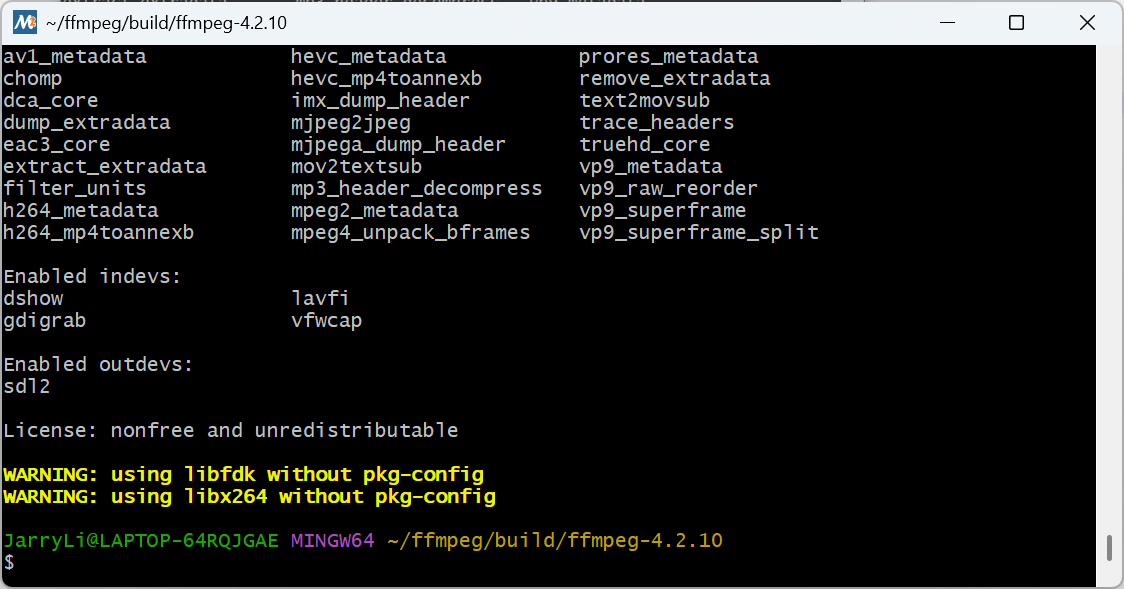 ~/ffmpeg/build/ffmpeg-4.2.10
av1_metadata hevc_metadata prores_metadata
chomp hevc_mp4toannexb remove_extradata
dca_core imx_dump_header text2movsub
dump_extradata mjpeg2jpeg trace_headers
eac3_core mjpega_dump_header truehd_core
extract_extradata mov2textsub vp9_metadata
filter_units mp3_header_decompress vp9_raw_reorder
h264_metadata mpeg2_metadata vp9_superframe
h264_mp4toannexb mpeg4_unpack_bframes vp9_superframe_split
Enabled indevs:
dshow lavfi
gdigrab vfwcap
Enabled outdevs:
sdl2
License: nonfree and unredistributable
WARNING: using libfdk without pkg-config
WARNING: using libx264 without pkg-config
JarryLi@LAPTOP-64RQJGAE MINGW64 ~/ffmpeg/build/ffmpeg-4.2.10
$